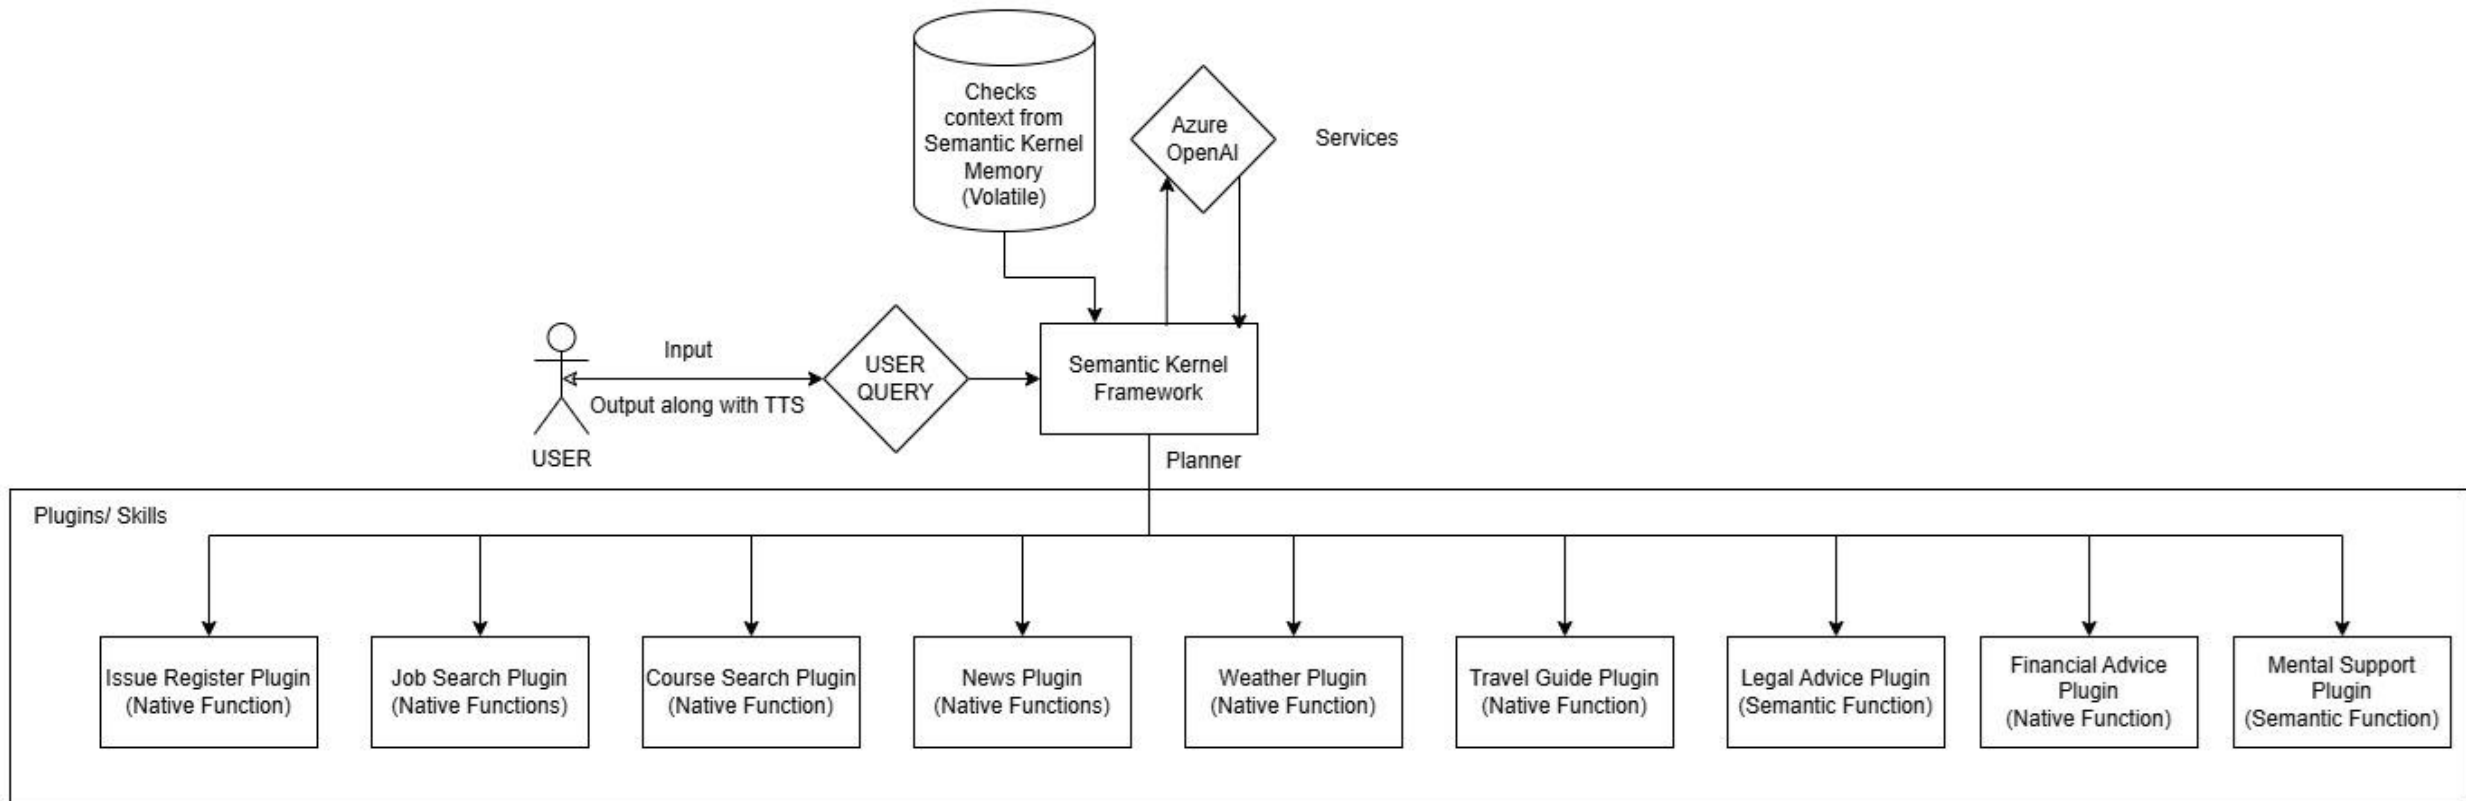 Checks
context from
Semantic Kernel
Memory
(Volatile)
Azure
OpenAI
Services
Input
Output along with TTS
USER
USER
QUERY
Semantic Kernel
Framework
Planner
Plugins/ Skills
Issue Register Plugin
(Native Function)
Job Search Plugin
(Native Functions)
Course Search Plugin
(Native Function)
News Plugin
(Native Functions)
Weather Plugin
(Native Function)
Travel Guide Plugin
(Native Function)
Legal Advice Plugin
(Semantic Function)
Financial Advice
Plugin
(Native Function)
Mental Support
Plugin
(Semantic Function)